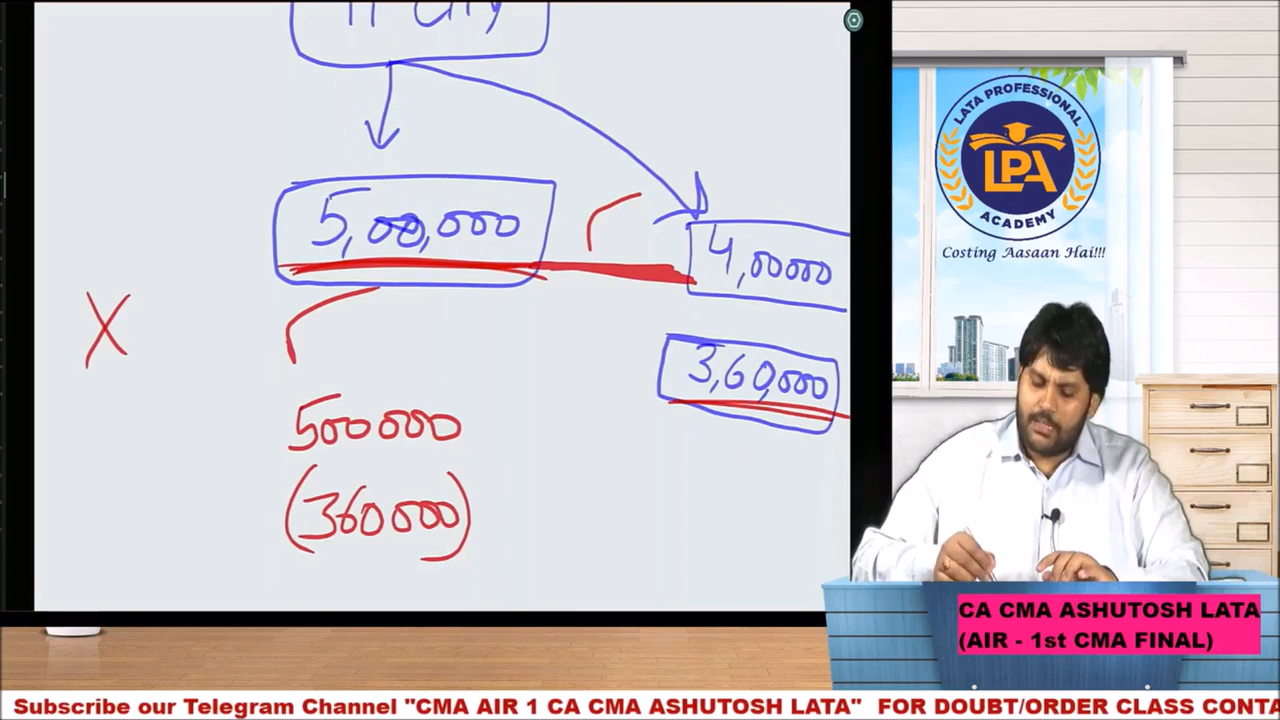 5,00,000
4,00000
3,60,000
X
500000
(360000)
LATA PROFESSIONAL
LPA
ACADEMY
Costing Aasaan Hai!!!
CA CMA ASHUTOSH LATA
(AIR - 1st CMA FINAL)
Subscribe our Telegram Channel "CMA AIR 1 CA CMA ASHUTOSH LATA" FOR DOUBT/ORDER CLASS CONTA